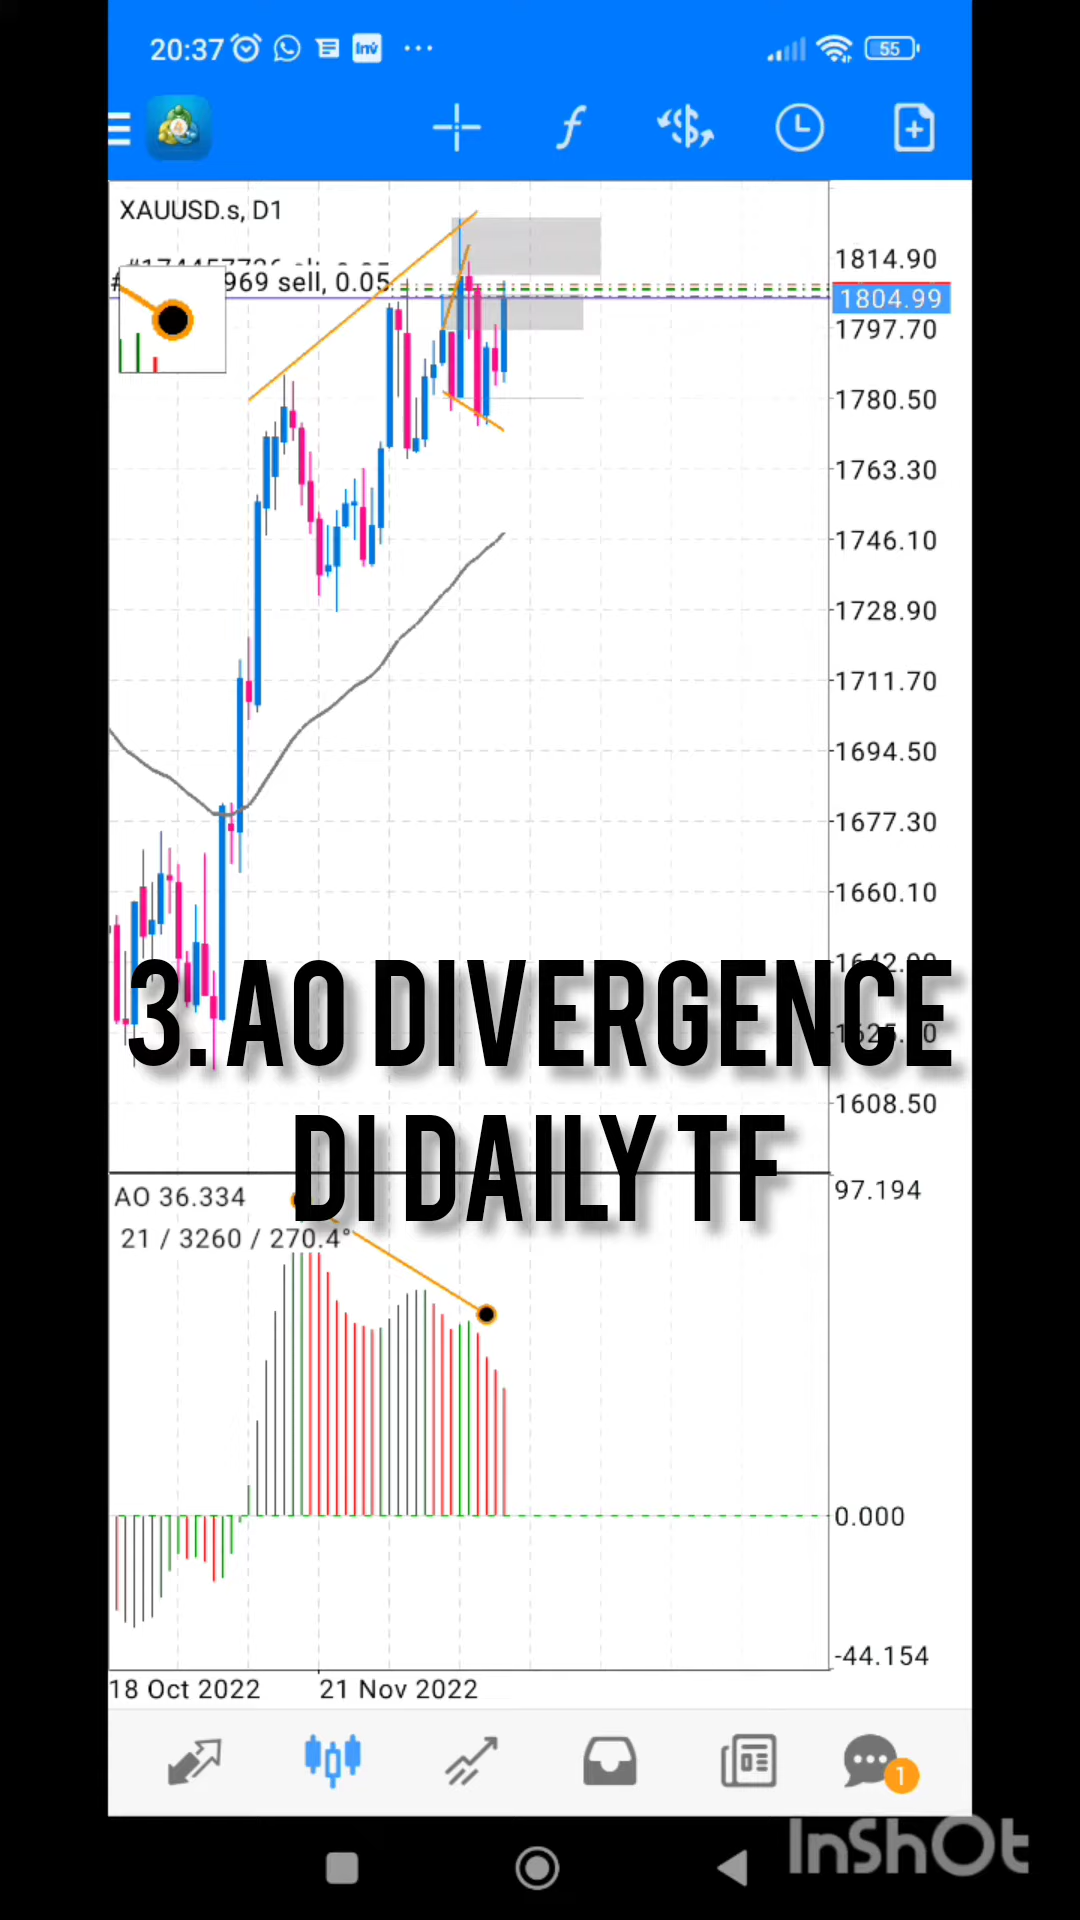 20:37
55
XAUUSD.s, D1
969 sell, 0.05
1814.90
1804.99
1797.70
1780.50
1763.30
1746.10
1728.90
1711.70
1694.50
1677.30
1660.10
3. AO DIVERGENCE
DI DAILY TF
1608.50
97.194
AO 36.334
21 / 3260 / 270.4°
0.000
-44.154
18 Oct 2022
21 Nov 2022
1
InShOt